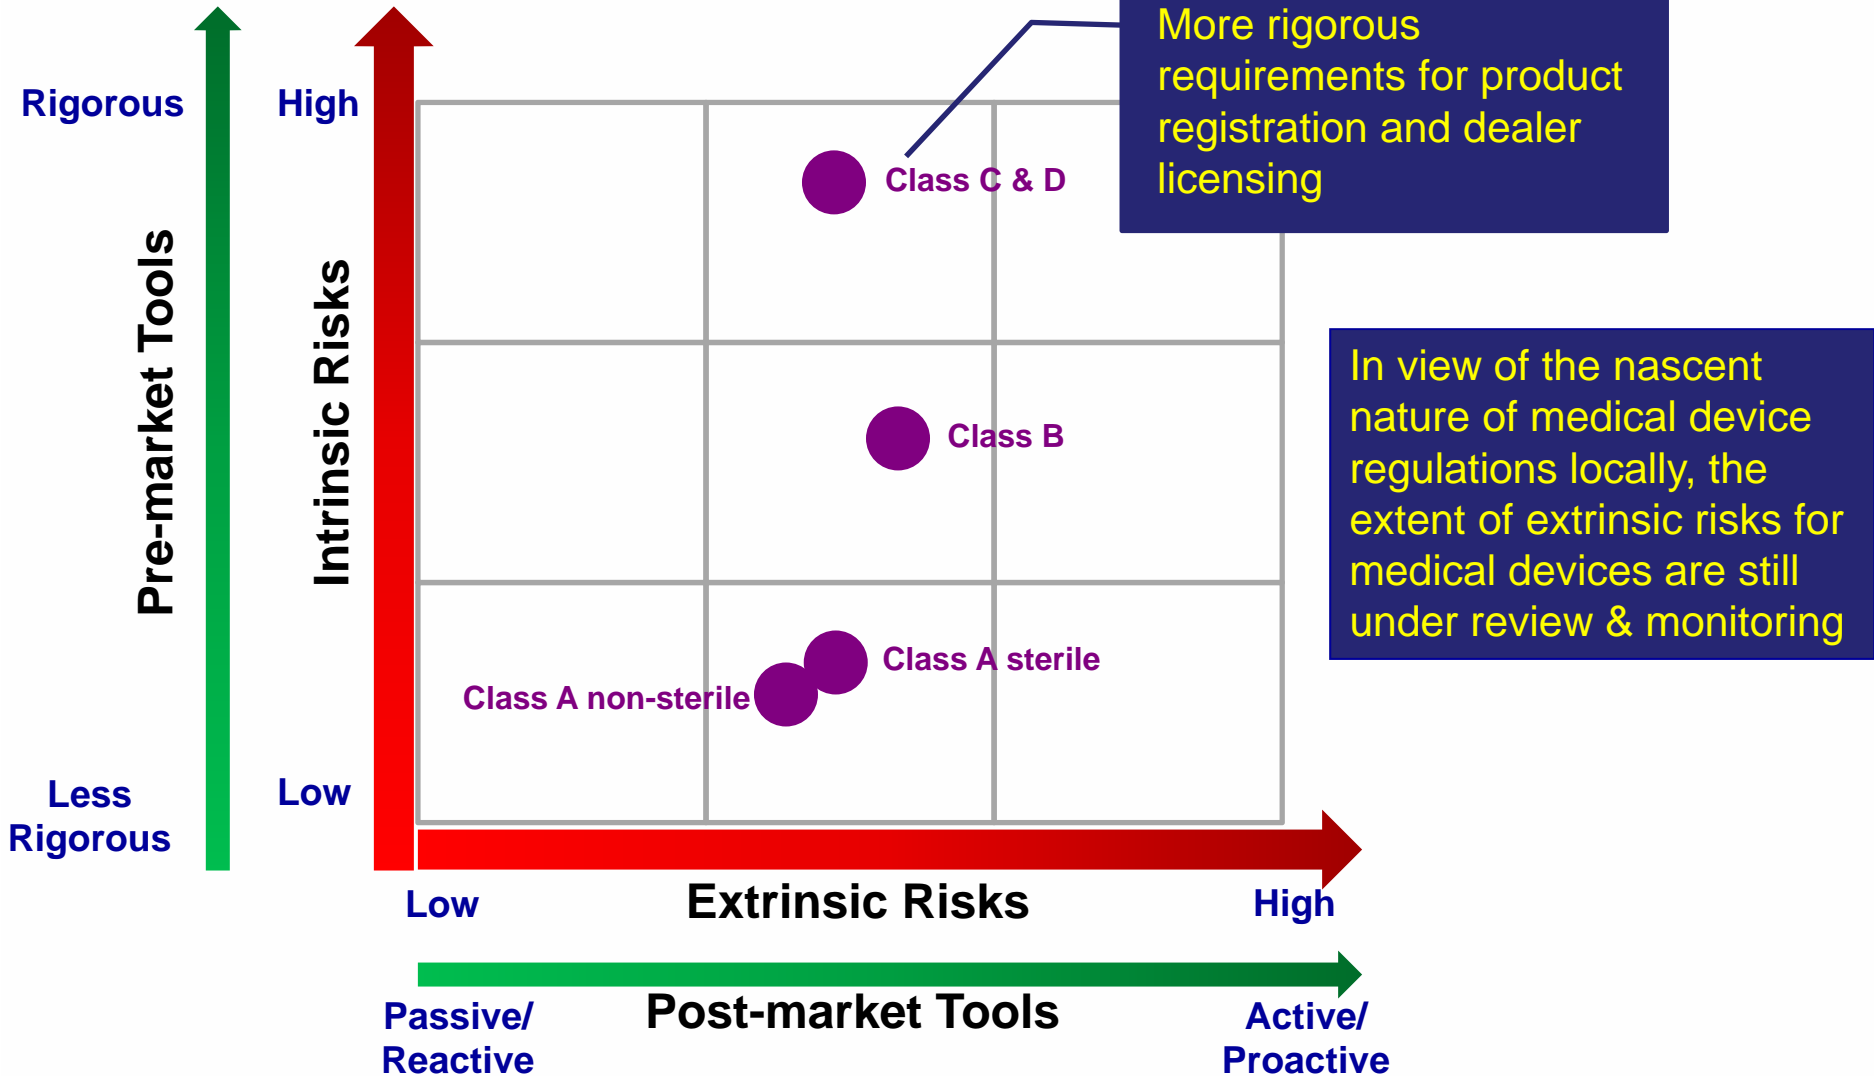 More rigorous
requirements for product
registration and dealer
licensing
Rigorous
High
Class C & D
Pre-market Tools
Intrinsic Risks
In view of the nascent
nature of medical device
regulations locally, the
extent of extrinsic risks for
medical devices are still
under review & monitoring
Class B
Class A sterile
Class A non-sterile
Less
Rigorous
Low
Low
Extrinsic Risks
High
Passive/
Reactive
Post-market Tools
Active/
Proactive